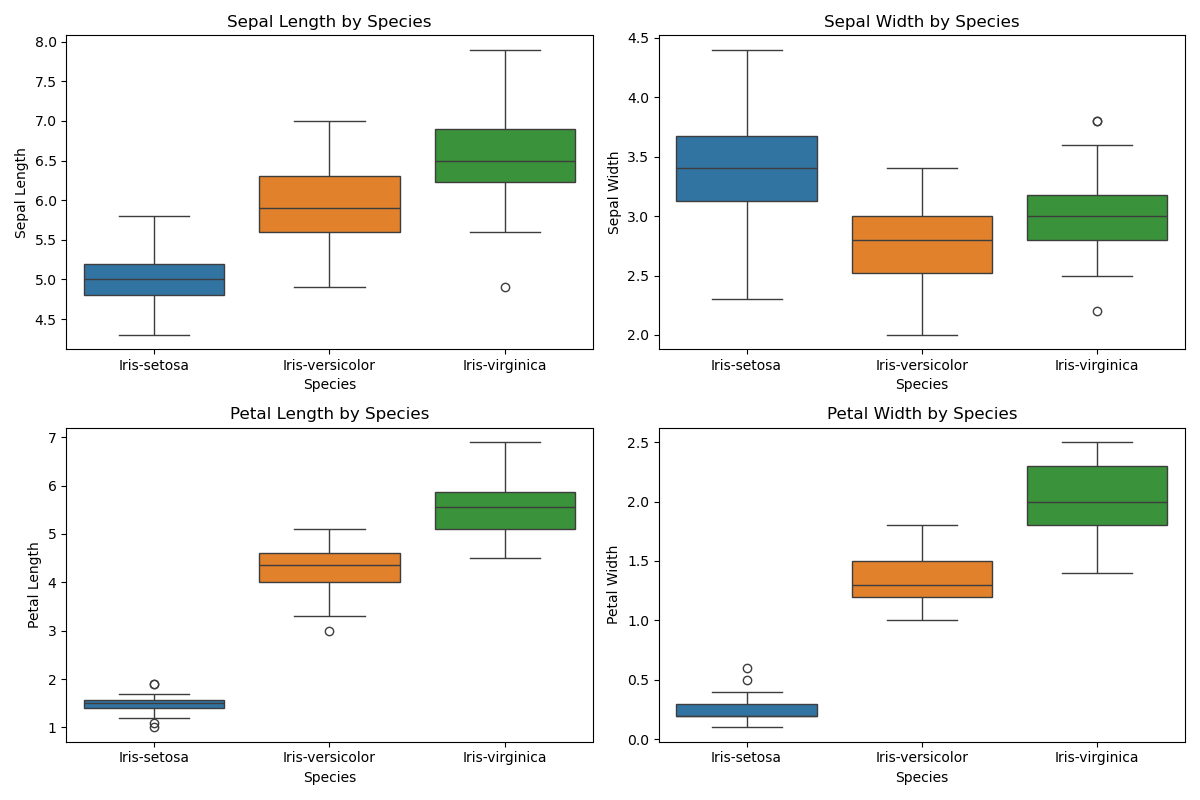 Sepal Length by Species
8.0
7.5
7.0
6.5
6.0
5.5
5.0
4.5
Sepal Length
Iris-setosa Iris-versicolor Iris-virginica
Species
Sepal Width by Species
4.5
4.0
3.5
3.0
2.5
2.0
Sepal Width
Iris-setosa Iris-versicolor Iris-virginica
Species
Petal Length by Species
7
6
5
4
3
2
1
Petal Length
Iris-setosa Iris-versicolor Iris-virginica
Species
Petal Width by Species
2.5
2.0
1.5
1.0
0.5
0.0
Petal Width
Iris-setosa Iris-versicolor Iris-virginica
Species